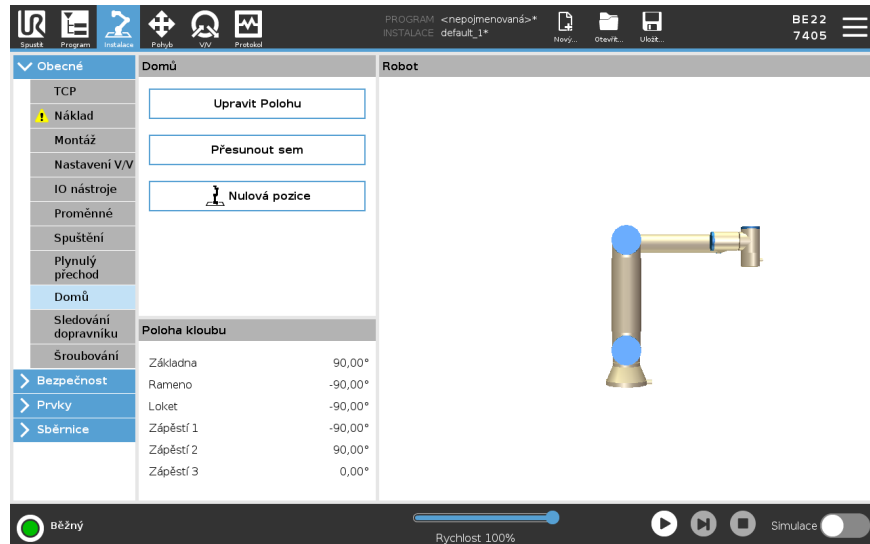 UR
PROGRAM <nepojmenovaná>*
INSTALACE default_1*
BE22
7405
Spustit Program Instalace Pohyb V/V Protokol
Nový... Otevřít... Uložit...
Obecné
TCP
Náklad
Montáž
Nastavení V/V
IO nástroje
Proměnné
Spuštění
Plynulý
přechod
Domů
Sledování
dopravníku
Šroubování
Bezpečnost
Prvky
Sběrnice
Domů
Upravit Polohu
Přesunout sem
Nulová pozice
Poloha kloubu
Základna 90,00°
Rameno -90,00°
Loket -90,00°
Zápěstí 1 -90,00°
Zápěstí 2 90,00°
Zápěstí 3 0,00°
Robot
Běžný
Rychlost 100%
Simulace